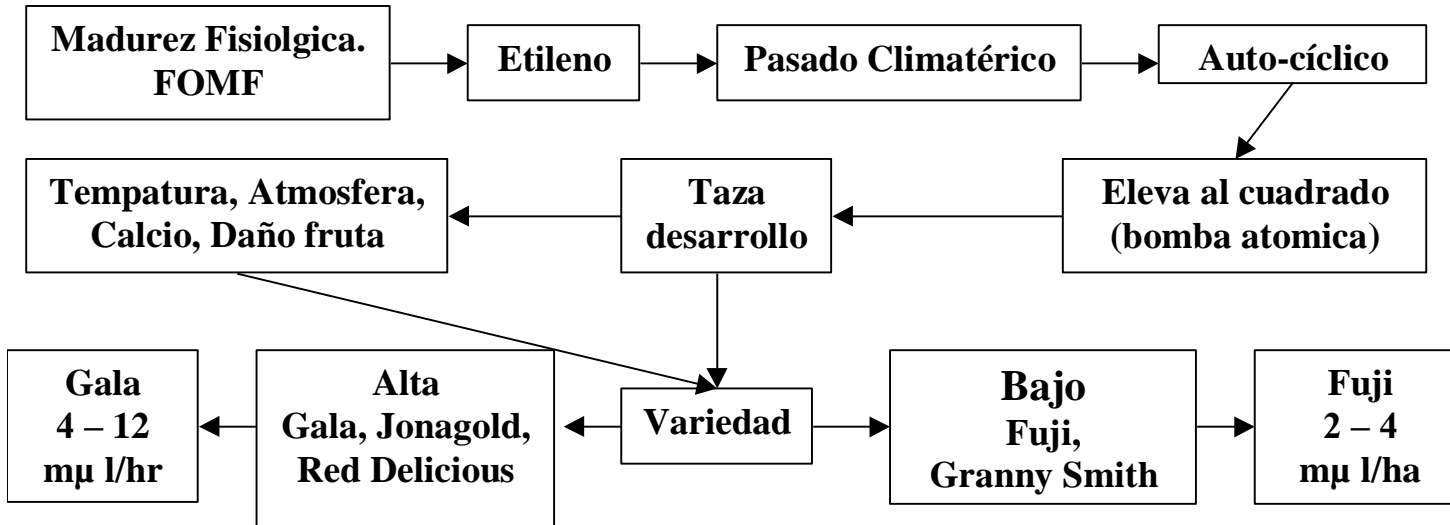 Madurez Fisiolgica.
FOMF
Etileno
Pasado Climatérico
Auto-cíclico
Tempatura, Atmosfera,
Calcio, Daño fruta
Taza
desarrollo
Eleva al cuadrado
(bomba atomica)
Gala
4 – 12
mµ l/hr
Alta
Gala, Jonagold,
Red Delicious
Variedad
Bajo
Fuji,
Granny Smith
Fuji
2 – 4
mµ l/ha